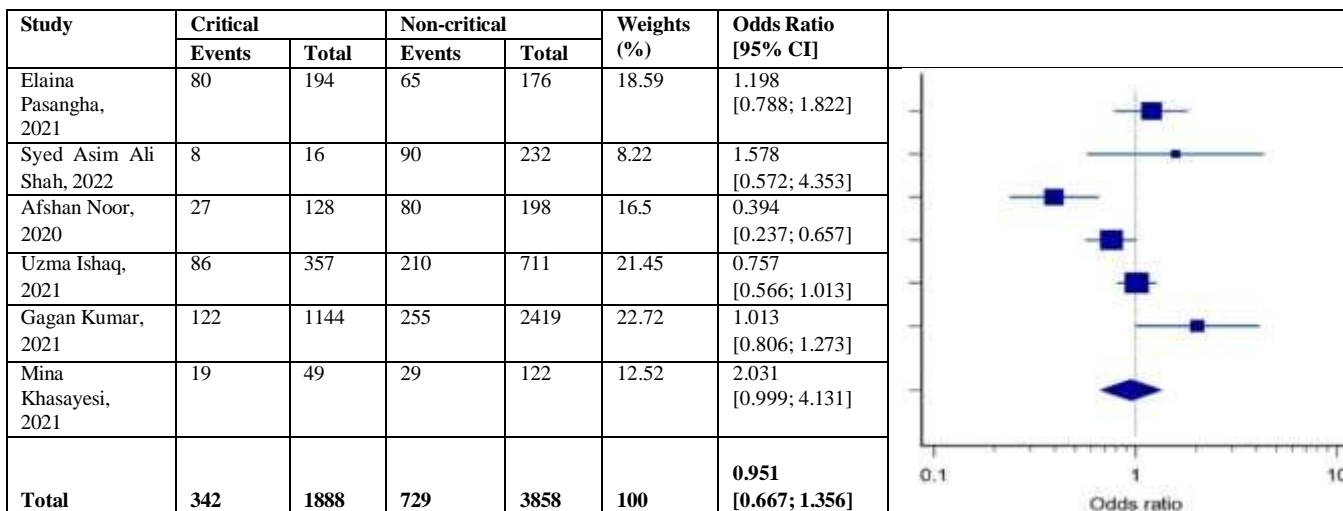 Study Critical Non-critical Weights Odds Ratio
Events Total Events Total (%) [95% CI]
Elaina 80 194 65 176 18.59 1.198
Pasangha, [0.788; 1.822]
2021
Syed Asim Ali 8 16 90 232 8.22 1.578
Shah, 2022 [0.572; 4.353]
Afshan Noor, 27 128 80 198 16.5 0.394
2020 [0.237; 0.657]
Uzma Ishaq, 86 357 210 711 21.45 0.757
2021 [0.566; 1.013]
Gagan Kumar, 122 1144 255 2419 22.72 1.013
2021 [0.806; 1.273]
Mina 19 49 29 122 12.52 2.031
Khasayesi, [0.999; 4.131]
2021
0.951
Total 342 1888 729 3858 100 [0.667; 1.356]
0.1 1 10
Odds ratio